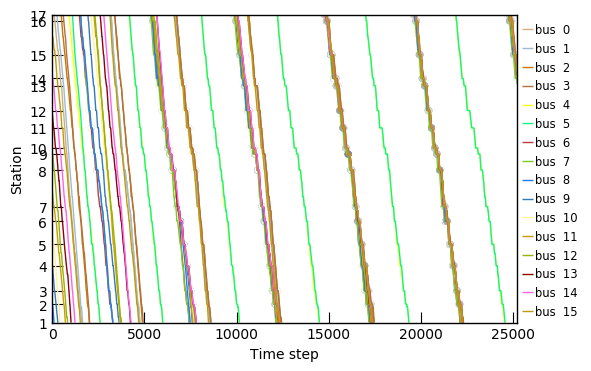 17
16
15
14
13
12
11
10
9
8
7
6
5
4
3
2
1
Station
0 5000 10000 15000 20000 25000
Time step
bus 0
bus 1
bus 2
bus 3
bus 4
bus 5
bus 6
bus 7
bus 8
bus 9
bus 10
bus 11
bus 12
bus 13
bus 14
bus 15